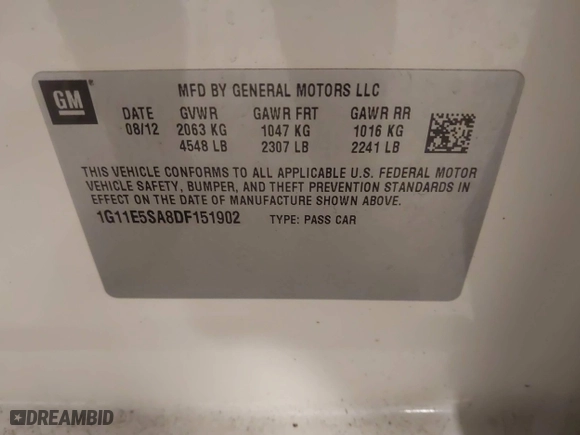 GM
MFD BY GENERAL MOTORS LLC
DATE GVWR GAWR FRT GAWR RR
08/12 2063 KG 1047 KG 1016 KG
4548 LB 2307 LB 2241 LB
THIS VEHICLE CONFORMS TO ALL APPLICABLE U.S. FEDERAL MOTOR
VEHICLE SAFETY, BUMPER, AND THEFT PREVENTION STANDARDS IN
EFFECT ON THE DATE OF MANUFACTURE SHOWN ABOVE.
1G11E5SA8DF151902 TYPE: PASS CAR
DREAMBID